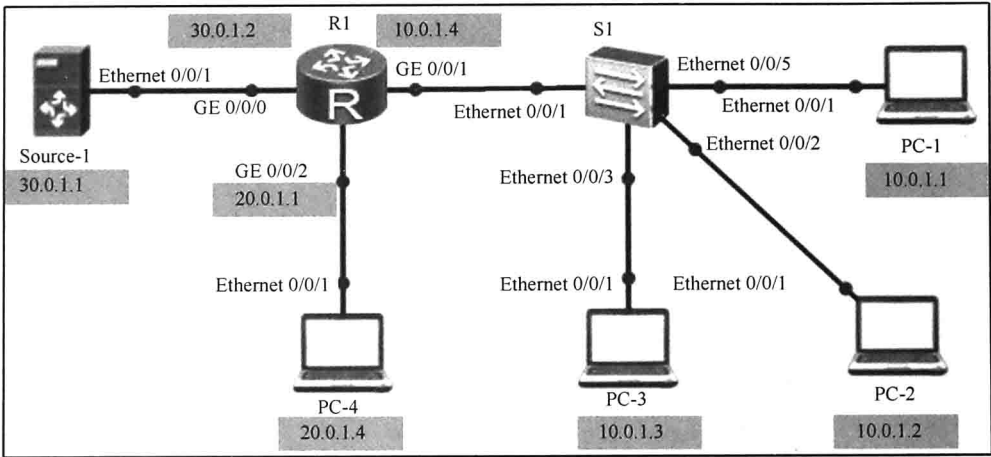 30.0.1.2
R1
10.0.1.4
S1
Ethernet 0/0/1
GE 0/0/1
Ethernet 0/0/5
GE 0/0/0
Ethernet 0/0/1
Ethernet 0/0/1
R
Source-1
30.0.1.1
GE 0/0/2
20.0.1.1
Ethernet 0/0/3
Ethernet 0/0/2
PC-1
10.0.1.1
Ethernet 0/0/1
Ethernet 0/0/1
Ethernet 0/0/1
PC-4
20.0.1.4
PC-3
10.0.1.3
PC-2
10.0.1.2